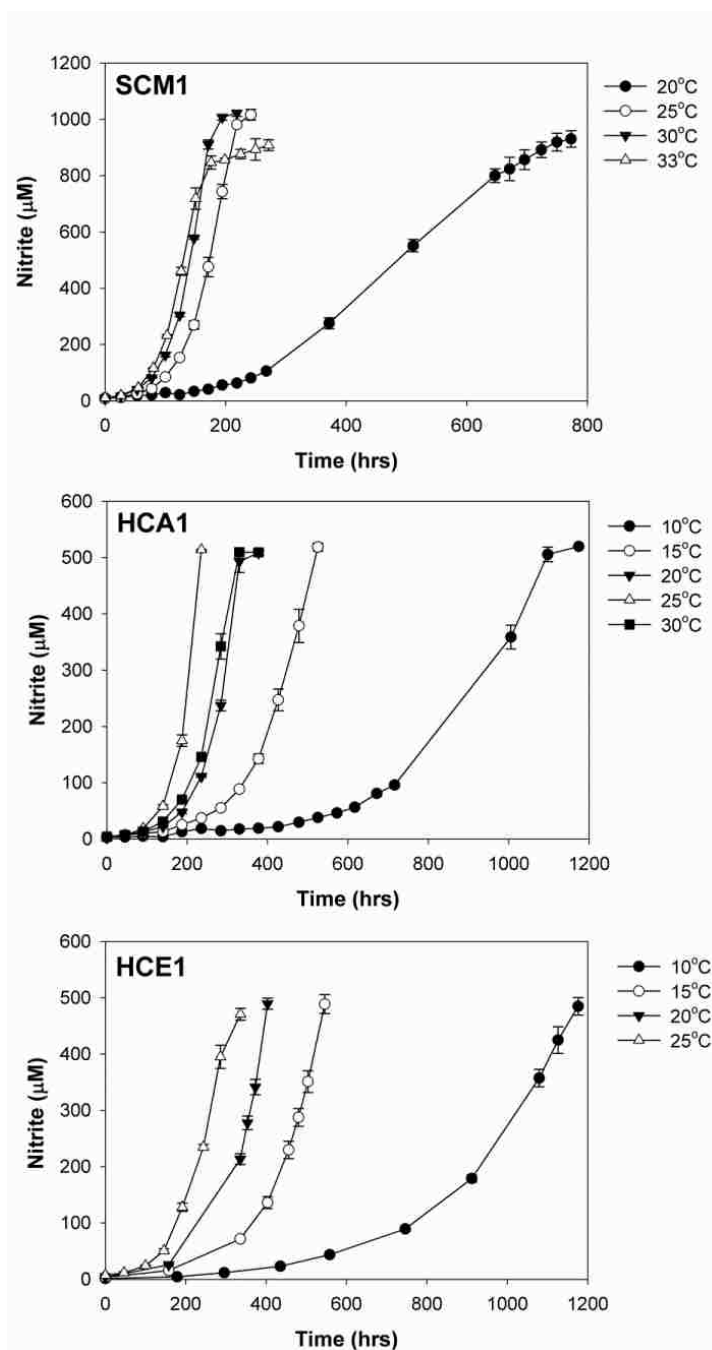 SCM1
1200
1000
800
600
400
200
0
Nitrite (μM)
0 200 400 600 800
Time (hrs)
20°C
25°C
30°C
33°C
HCA1
600
500
400
300
200
100
0
Nitrite (μM)
0 200 400 600 800 1000 1200
Time (hrs)
10°C
15°C
20°C
25°C
30°C
HCE1
600
500
400
300
200
100
0
Nitrite (μM)
0 200 400 600 800 1000 1200
Time (hrs)
10°C
15°C
20°C
25°C